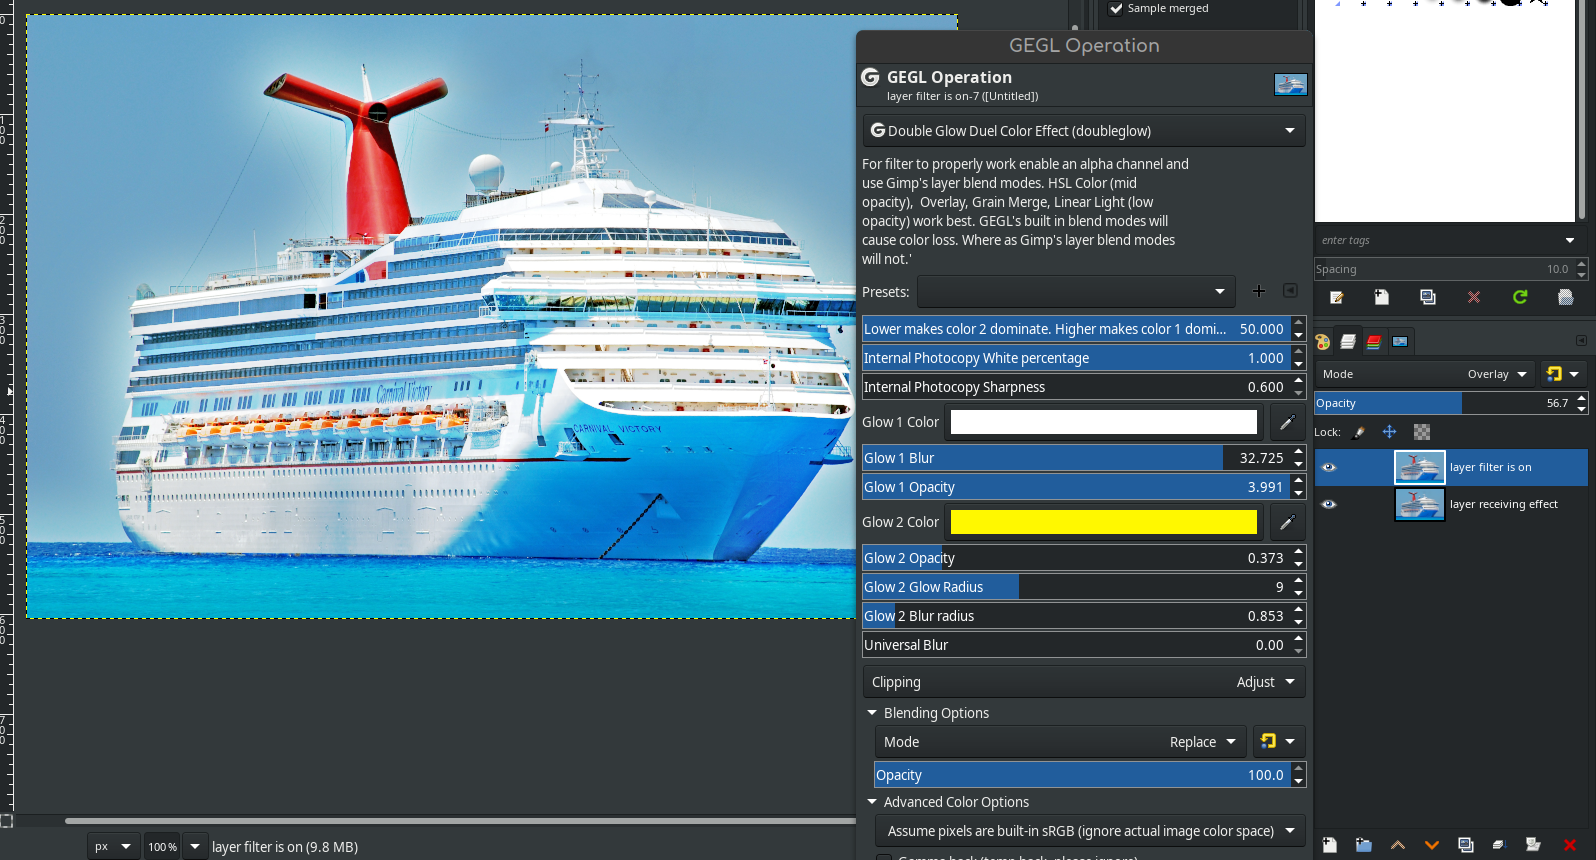 Sample merged
GEGL Operation
GEGL Operation
layer filter is on-7 ([Untitled])
Double Glow Duel Color Effect (doubleglow)
For filter to properly work enable an alpha channel and
use Gimp's layer blend modes. HSL Color (mid
opacity),  Overlay, Grain Merge, Linear Light (low
opacity) work best. GEGL's built in blend modes will
cause color loss. Where as Gimp's layer blend modes
will not.'
Presets:
Lower makes color 2 dominate. Higher makes color 1 domi... 50.000
Internal Photocopy White percentage 1.000
Internal Photocopy Sharpness 0.600
Glow 1 Color
Glow 1 Blur 32.725
Glow 1 Opacity 3.991
Glow 2 Color
Glow 2 Opacity 0.373
Glow 2 Glow Radius 9
Glow 2 Blur radius 0.853
Universal Blur 0.00
Clipping Adjust
Blending Options
Mode Replace
Opacity 100.0
Advanced Color Options
Assume pixels are built-in sRGB (ignore actual image color space)
enter tags
Spacing 10.0
Mode Overlay
Opacity 56.7
Lock:
layer filter is on
layer receiving effect
Carnival Victory
CARNIVAL VICTORY
px 100 % layer filter is on (9.8 MB)